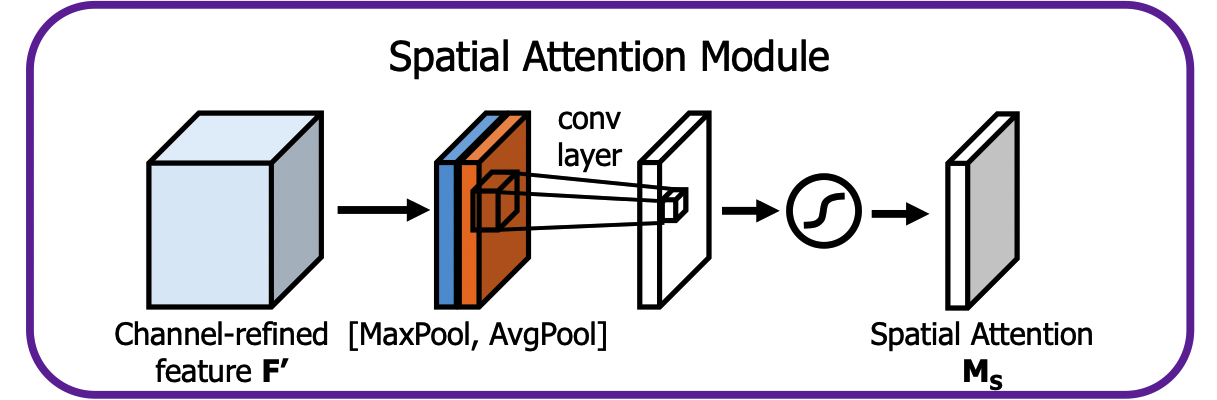 Spatial Attention Module
conv
layer
Channel-refined
feature F’
[MaxPool, AvgPool]
Spatial Attention
Ms